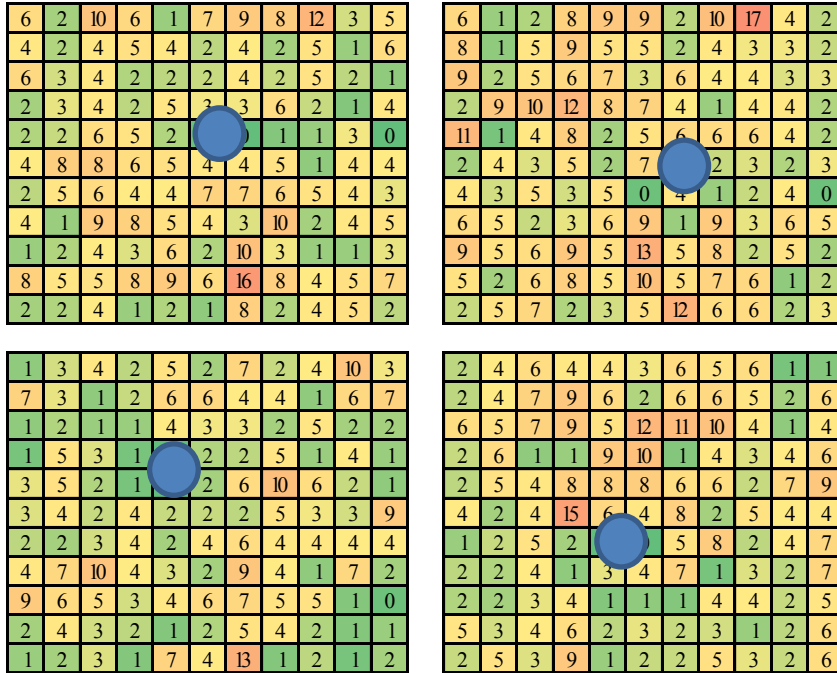 6 2 10 6 1 7 9 8 12 3 5
4 2 4 5 4 2 4 2 5 1 6
6 3 4 2 2 2 4 2 5 2 1
2 3 4 2 5 3 3 6 2 1 4
2 2 6 5 2 1 1 3 0
4 8 8 6 5 4 4 5 1 4 4
2 5 6 4 4 7 7 6 5 4 3
4 1 9 8 5 4 3 10 2 4 5
1 2 4 3 6 2 10 3 1 1 3
8 5 5 8 9 6 16 8 4 5 7
2 2 4 1 2 1 8 2 4 5 2
6 1 2 8 9 9 2 10 17 4 2
8 1 5 9 5 5 2 4 3 3 2
9 2 5 6 7 3 6 4 4 3 3
2 9 10 12 8 7 4 1 4 4 2
11 1 4 8 2 5 6 6 6 4 2
2 4 3 5 2 7 2 3 2 3
4 3 5 3 5 0 4 1 2 4 0
6 5 2 3 6 9 1 9 3 6 5
9 5 6 9 5 13 5 8 2 5 2
5 2 6 8 5 10 5 7 6 1 2
2 5 7 2 3 5 12 6 6 2 3
1 3 4 2 5 2 7 2 4 10 3
7 3 1 2 6 6 4 4 1 6 7
1 2 1 1 4 3 3 2 5 2 2
1 5 3 1 2 2 5 1 4 1
3 5 2 1 2 6 10 6 2 1
3 4 2 4 2 2 2 5 3 3 9
2 2 3 4 2 4 6 4 4 4 4
4 7 10 4 3 2 9 4 1 7 2
9 6 5 3 4 6 7 5 5 1 0
2 4 3 2 1 2 5 4 2 1 1
1 2 3 1 7 4 13 1 2 1 2
2 4 6 4 4 3 6 5 6 1 1
2 4 7 9 6 2 6 6 5 2 6
6 5 7 9 5 12 11 10 4 1 4
2 6 1 1 9 10 1 4 3 4 6
2 5 4 8 8 8 6 6 2 7 9
4 2 4 15 6 4 8 2 5 4 4
1 2 5 2 5 8 2 4 7
2 2 4 1 3 4 7 1 3 2 7
2 2 3 4 1 1 1 4 4 2 5
5 3 4 6 2 3 2 3 1 2 6
2 5 3 9 1 2 2 5 3 2 6